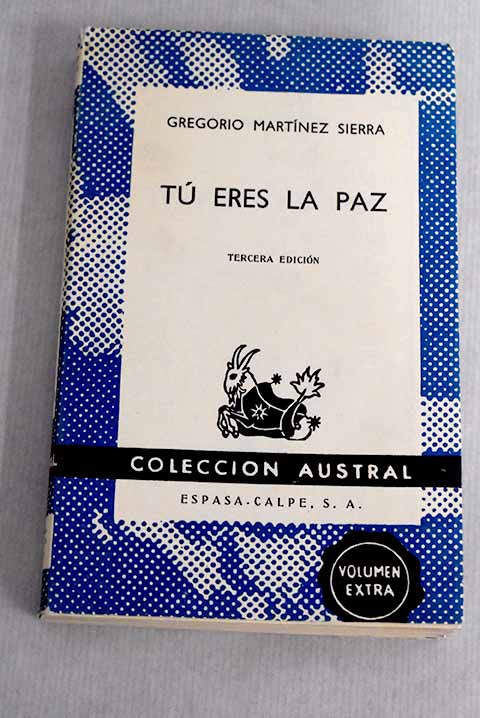 GREGORIO MARTÍNEZ SIERRA
TÚ ERES LA PAZ
TERCERA EDICIÓN
COLECCION AUSTRAL
ESPASA-CALPE, S. A.
VOLUMEN
EXTRA